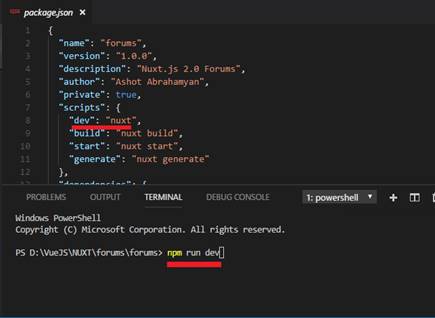 package.json ×
1 {
2 "name": "forums",
3 "version": "1.0.0",
4 "description": "Nuxt.js 2.0 Forums",
5 "author": "Ashot Abrahamyan",
6 "private": true,
7 "scripts": {
8 "dev": "nuxt",
9 "build": "nuxt build",
10 "start": "nuxt start",
11 "generate": "nuxt generate"
12 },
13 "dependencies": {
PROBLEMS OUTPUT TERMINAL DEBUG CONSOLE 1: powershell
Windows PowerShell
Copyright (C) Microsoft Corporation. All rights reserved.
PS D:\VueJS\NUXT\forums\forums> npm run dev